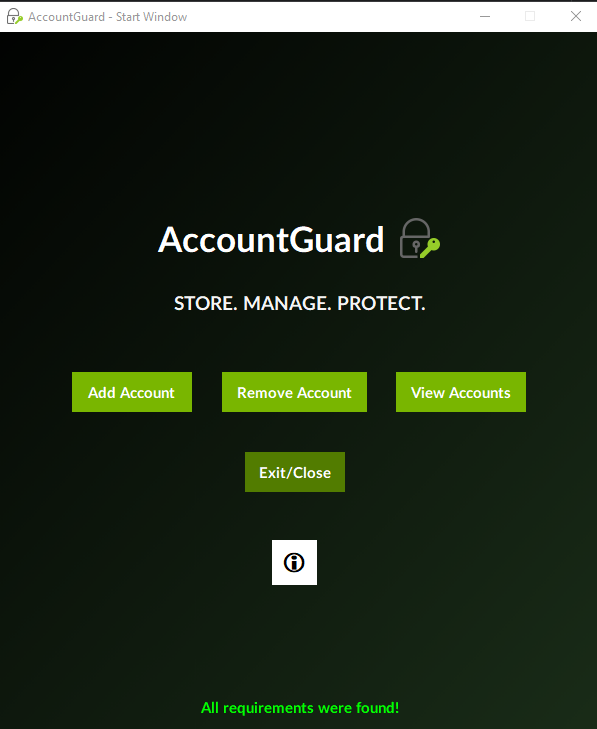 AccountGuard - Start Window
AccountGuard
STORE. MANAGE. PROTECT.
Add Account Remove Account View Accounts
Exit/Close
All requirements were found!